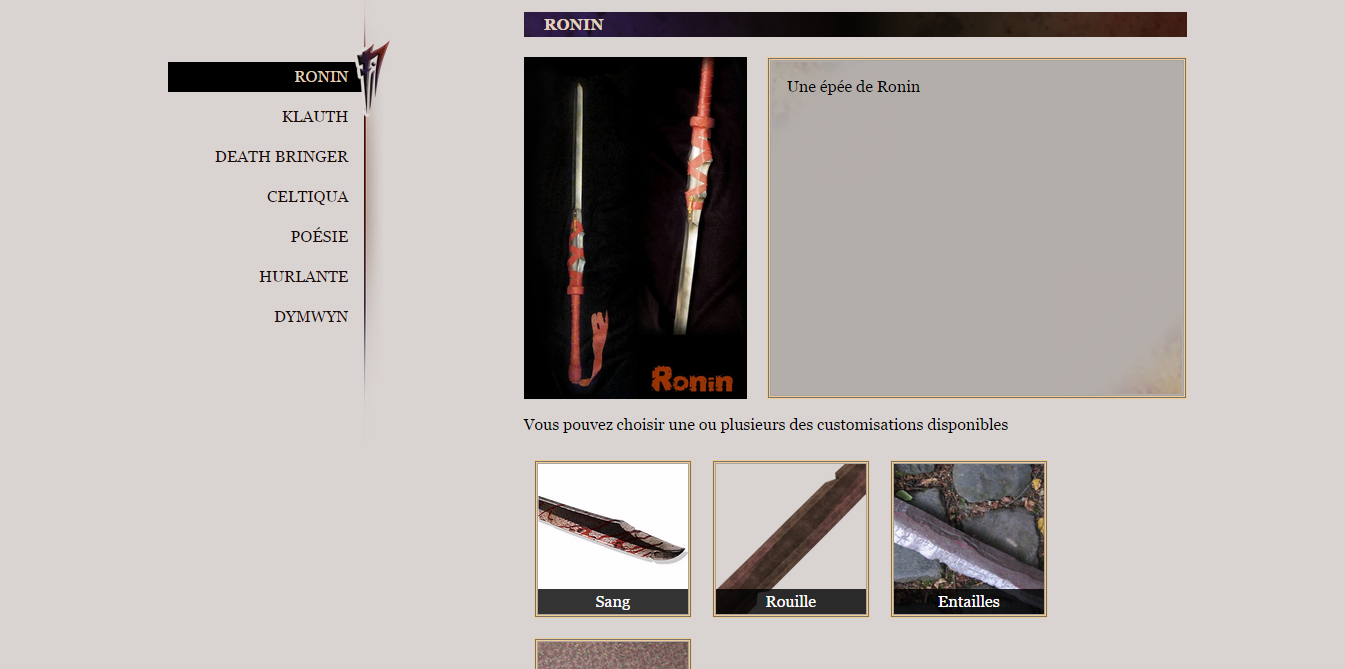 RONIN
KLAUTH
DEATH BRINGER
CELTIQUA
POÉSIE
HURLANTE
DYMWYN
RONIN
Ronin
Une épée de Ronin
Vous pouvez choisir une ou plusieurs des customisations disponibles
Sang
Rouille
Entailles